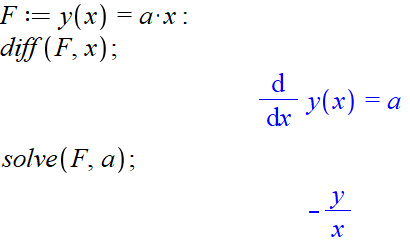 F := y(x) = a·x :
diff(F, x);
d/dx y(x) = a
solve(F, a);
- y/x